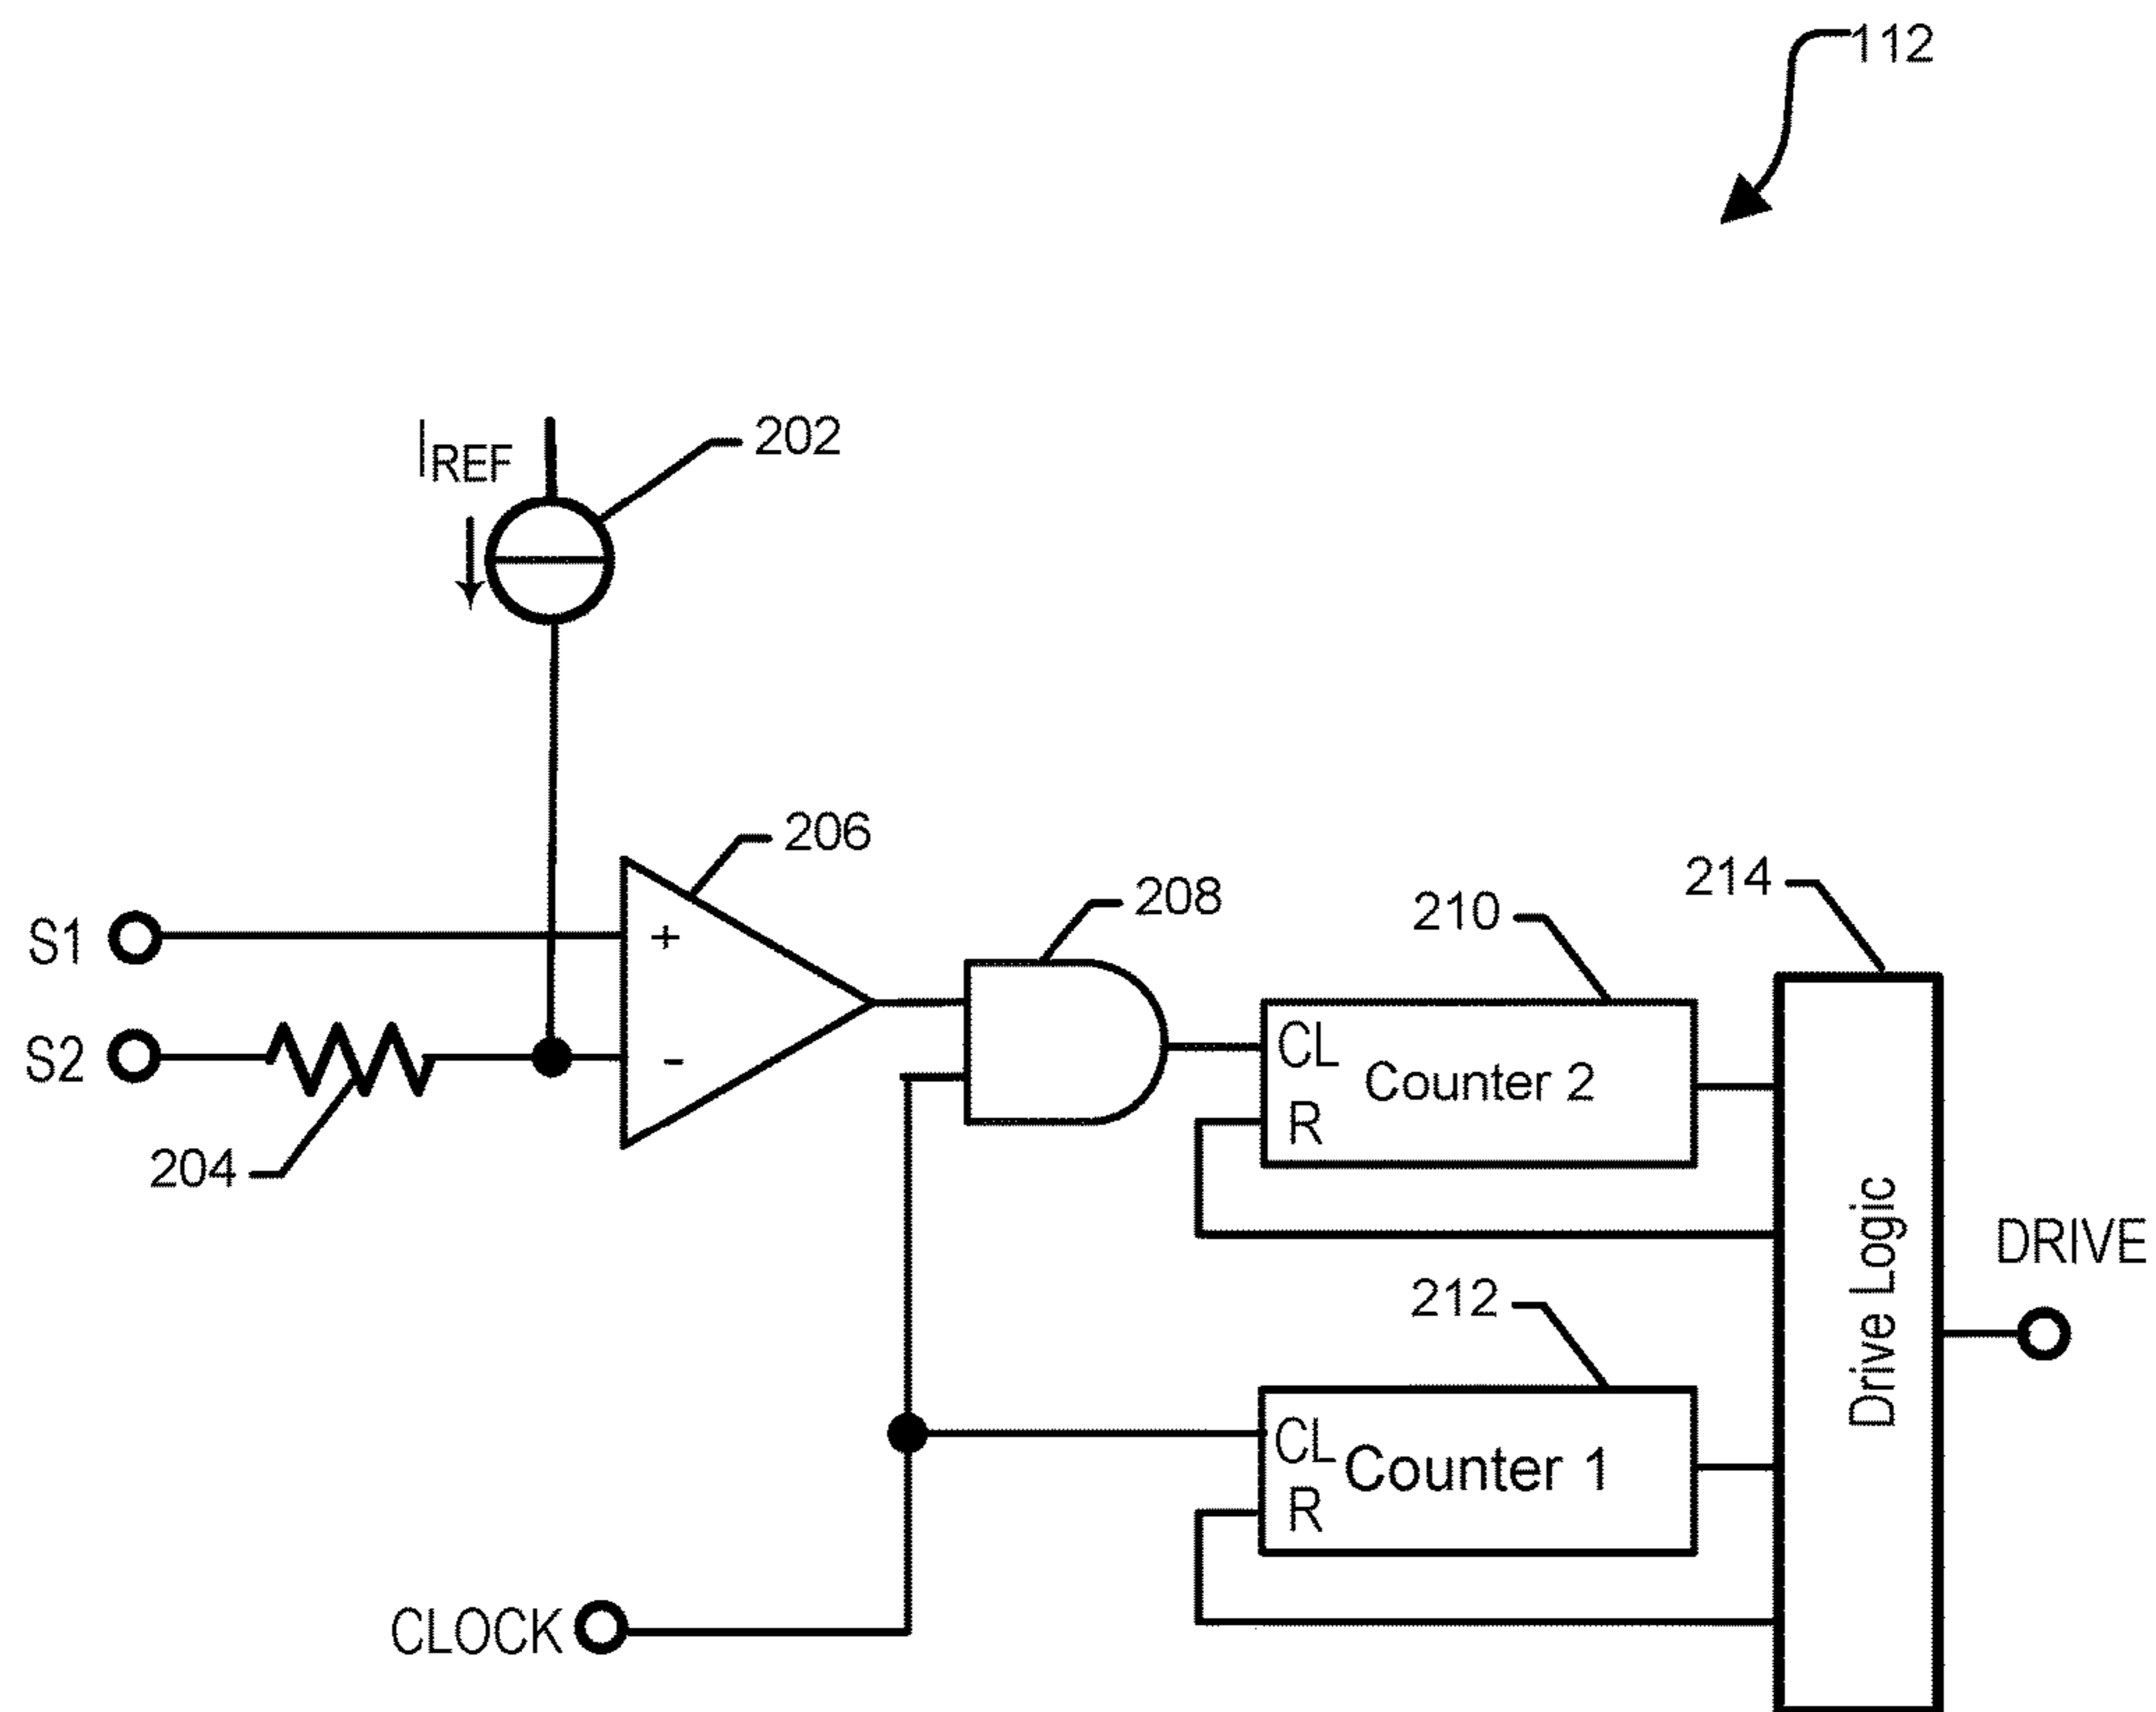 112
IREF
202
206
208
210
214
S1
+
S2
-
CL
Counter 2
R
204
Drive Logic
DRIVE
212
CL
Counter 1
R
CLOCK